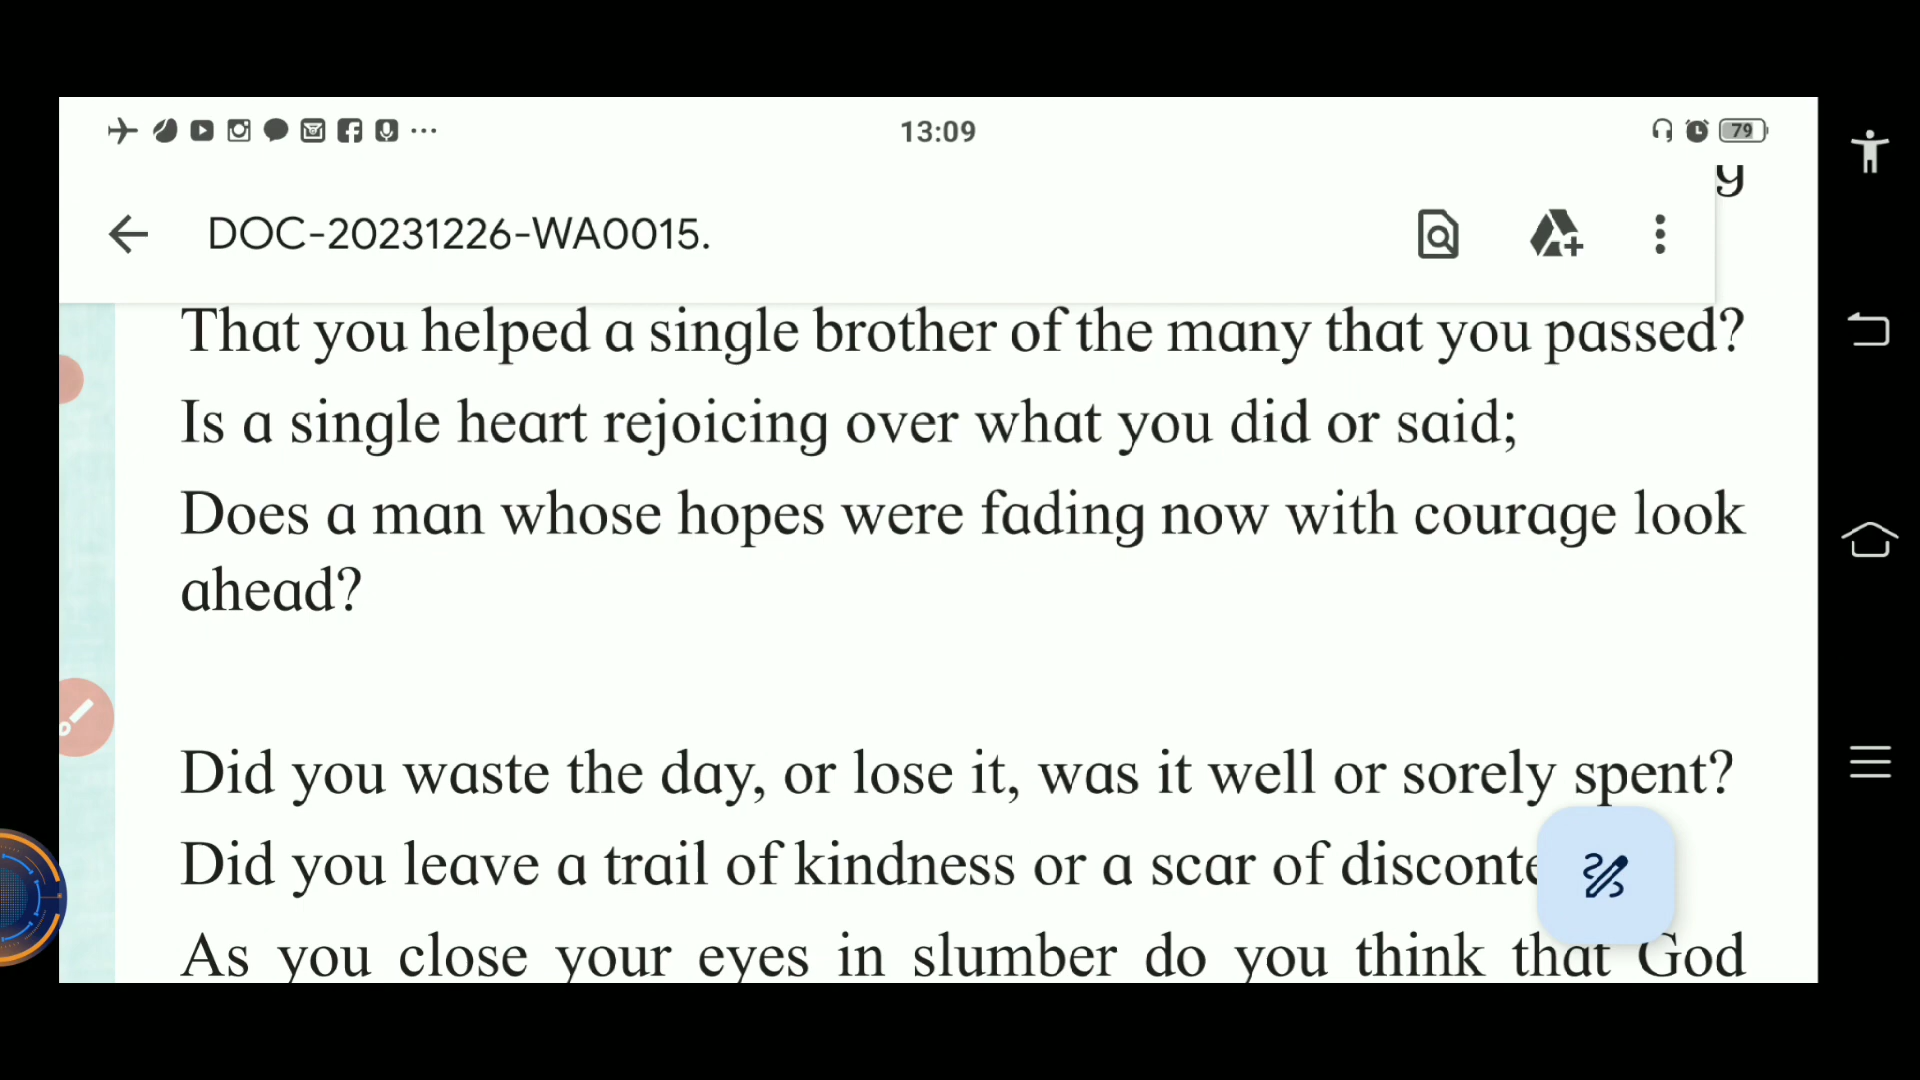 13:09
79
y
DOC-20231226-WA0015.
That you helped a single brother of the many that you passed?
Is a single heart rejoicing over what you did or said;
Does a man whose hopes were fading now with courage look
ahead?
Did you waste the day, or lose it, was it well or sorely spent?
Did you leave a trail of kindness or a scar of disconte
As you close your eyes in slumber do you think that God